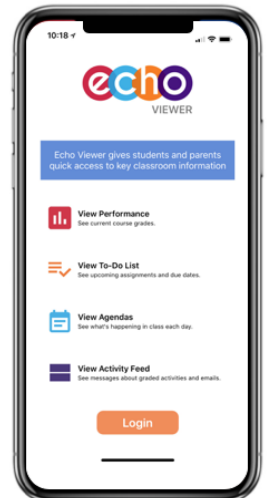 10:18
echo
VIEWER
Echo Viewer gives students and parents
quick access to key classroom information
View Performance
See current course grades.
View To-Do List
See upcoming assignments and due dates.
View Agendas
See what's happening in class each day.
View Activity Feed
See messages about graded activities and emails.
Login